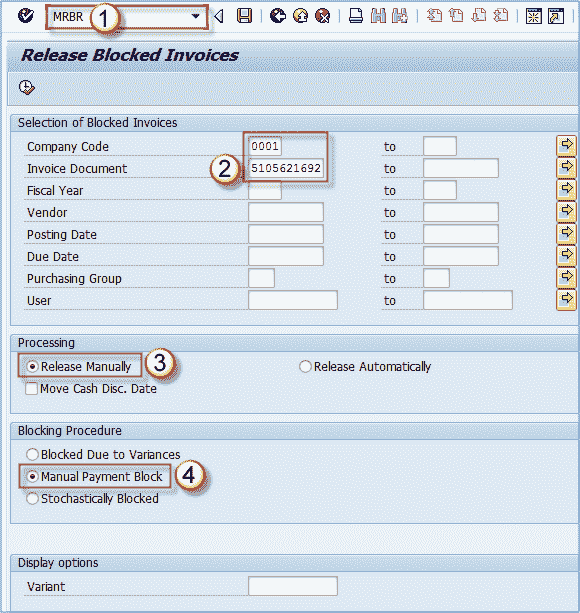 MRBR
1
Release Blocked Invoices
Selection of Blocked Invoices
Company Code 0001 to
2
Invoice Document 5105621692 to
Fiscal Year to
Vendor to
Posting Date to
Due Date to
Purchasing Group to
User to
Processing
Release Manually 3 Release Automatically
Move Cash Disc. Date
Blocking Procedure
Blocked Due to Variances
Manual Payment Block 4
Stochastically Blocked
Display options
Variant